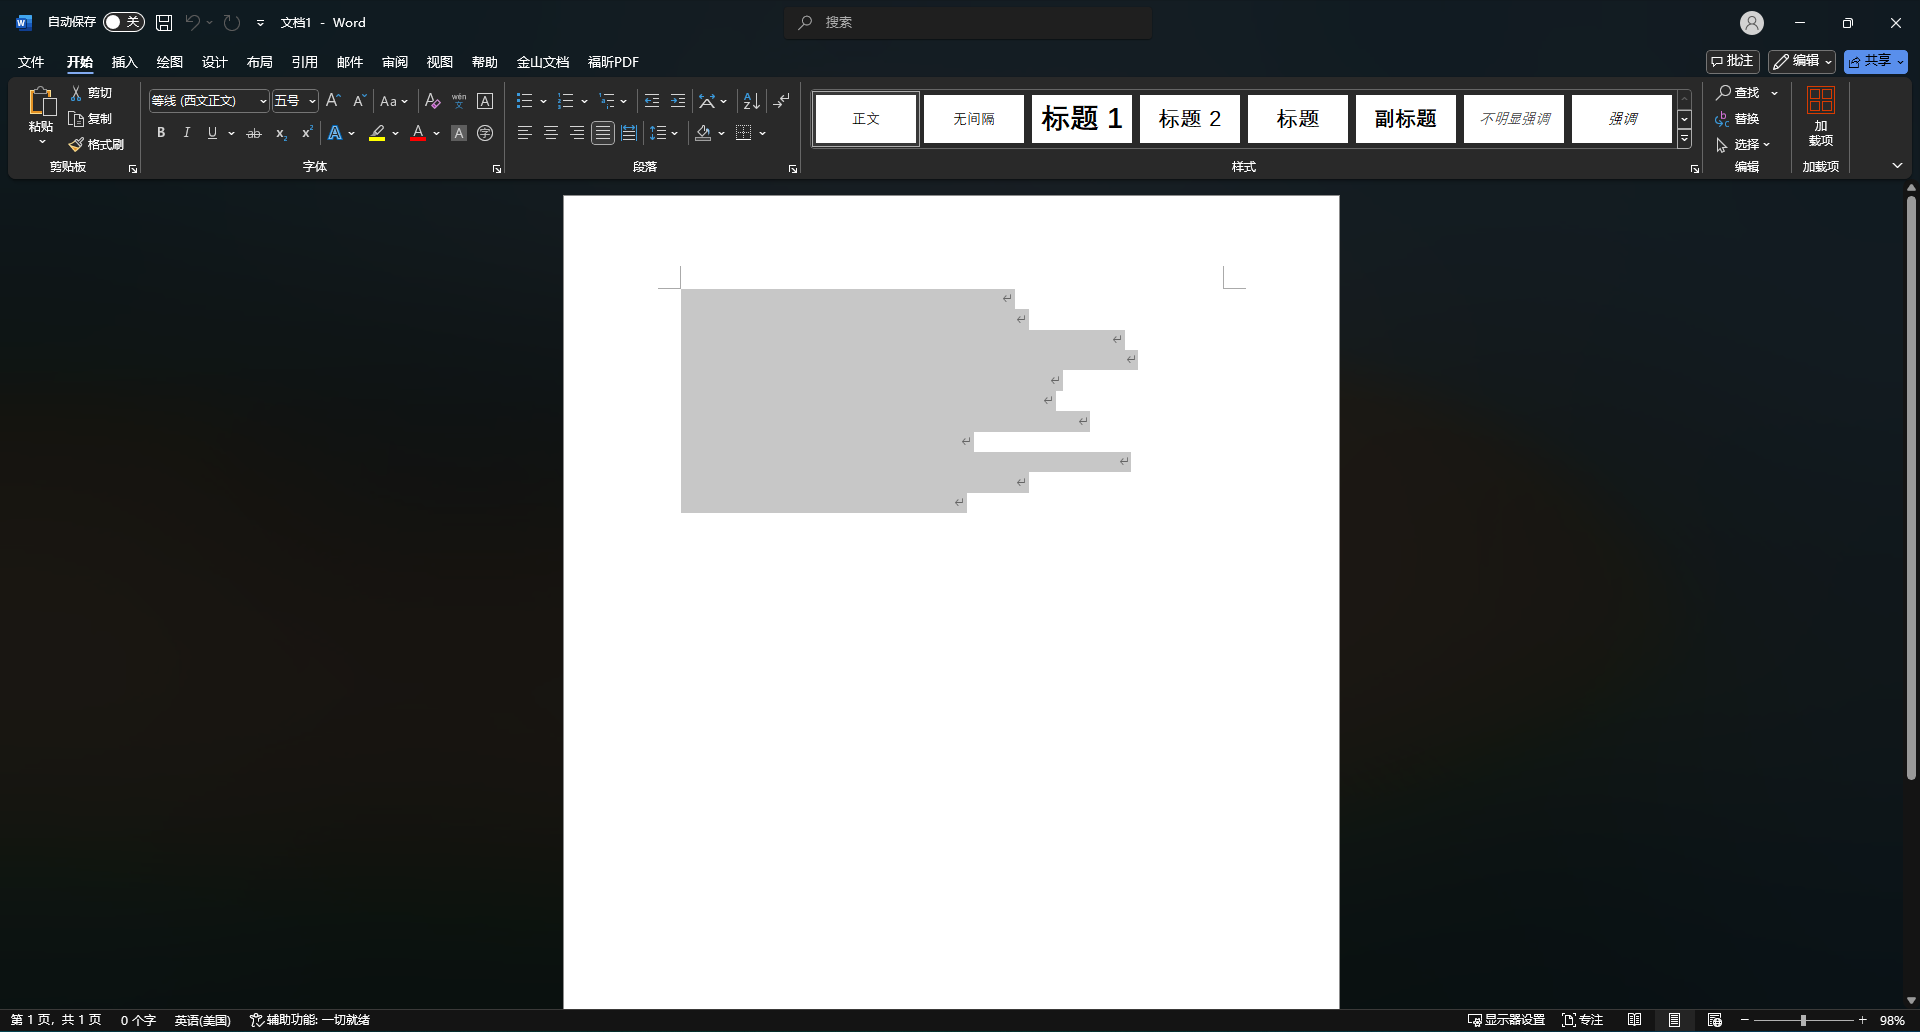 自动保存 关 文档1 - Word 搜索
文件 开始 插入 绘图 设计 布局 引用 邮件 审阅 视图 帮助 金山文档 福昕PDF 批注 编辑 共享
粘贴 剪切 复制 格式刷
剪贴板
等线 (西文正文) 五号 A A Aa A wén 文 A
B I U ab x₂ x² A A A 字
字体
段落
正文 无间隔 标题 1 标题 2 标题 副标题 不明显强调 强调
样式
查找
替换
选择
编辑
加
载项
加载项
第 1 页，共 1 页 0 个字 英语(美国) 辅助功能: 一切就绪 显示器设置 专注 98%